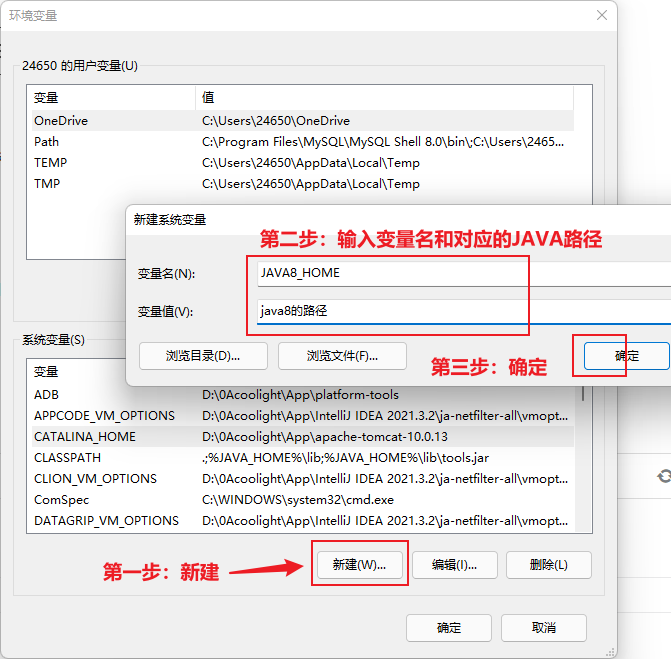 环境变量
24650 的用户变量(U)
变量 值
OneDrive C:\Users\24650\OneDrive
Path C:\Program Files\MySQL\MySQL Shell 8.0\bin\;C:\Users\2465...
TEMP C:\Users\24650\AppData\Local\Temp
TMP C:\Users\24650\AppData\Local\Temp
新建系统变量
第二步：输入变量名和对应的JAVA路径
变量名(N): JAVA8_HOME
变量值(V): java8的路径
浏览目录(D)... 浏览文件(F)... 确定
第三步：确定
系统变量(S)
变量
ADB D:\0Acoolight\App\platform-tools
APPCODE_VM_OPTIONS D:\0Acoolight\App\IntelliJ IDEA 2021.3.2\ja-netfilter-all\vmopt...
CATALINA_HOME D:\0Acoolight\App\apache-tomcat-10.0.13
CLASSPATH .;%JAVA_HOME%\lib;%JAVA_HOME%\lib\tools.jar
CLION_VM_OPTIONS D:\0Acoolight\App\IntelliJ IDEA 2021.3.2\ja-netfilter-all\vmopt...
ComSpec C:\WINDOWS\system32\cmd.exe
DATAGRIP_VM_OPTIONS D:\0Acoolight\App\IntelliJ IDEA 2021.3.2\ja-netfilter-all\vmopt...
第一步：新建
新建(W)... 编辑(I)... 删除(L)
确定 取消